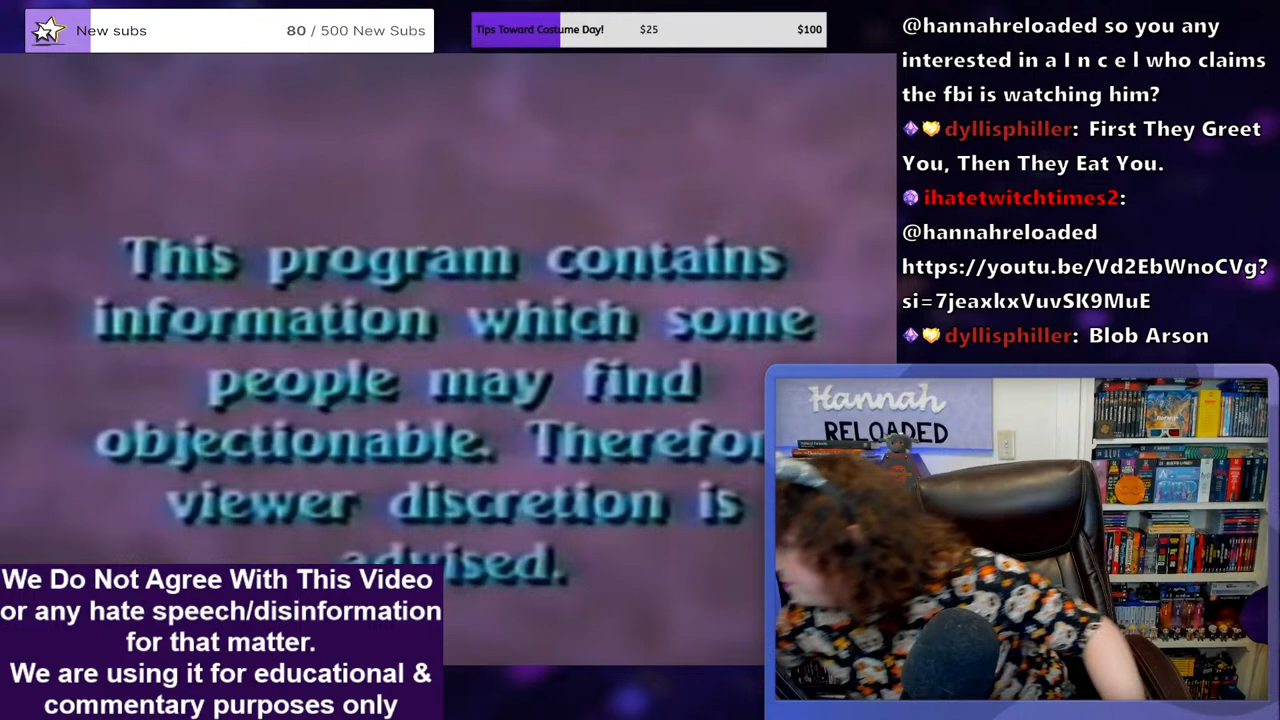 New subs
80 / 500 New Subs
Tips Toward Costume Day!
$25
$100
@hannahreloaded so you any
interested in a I n c e l who claims
the fbi is watching him?
dyllisphiller: First They Greet
You, Then They Eat You.
ihatetwitchtimes2:
@hannahreloaded
https://youtu.be/Vd2EbWnoCVg?
si=7jeaxkxVuvSK9MuE
dyllisphiller: Blob Arson
This program contains
information which some
people may find
objectionable. Therefor
viewer discretion is
advised.
Hannah
RELOADED
We Do Not Agree With This Video
or any hate speech/disinformation
for that matter.
We are using it for educational &
commentary purposes only